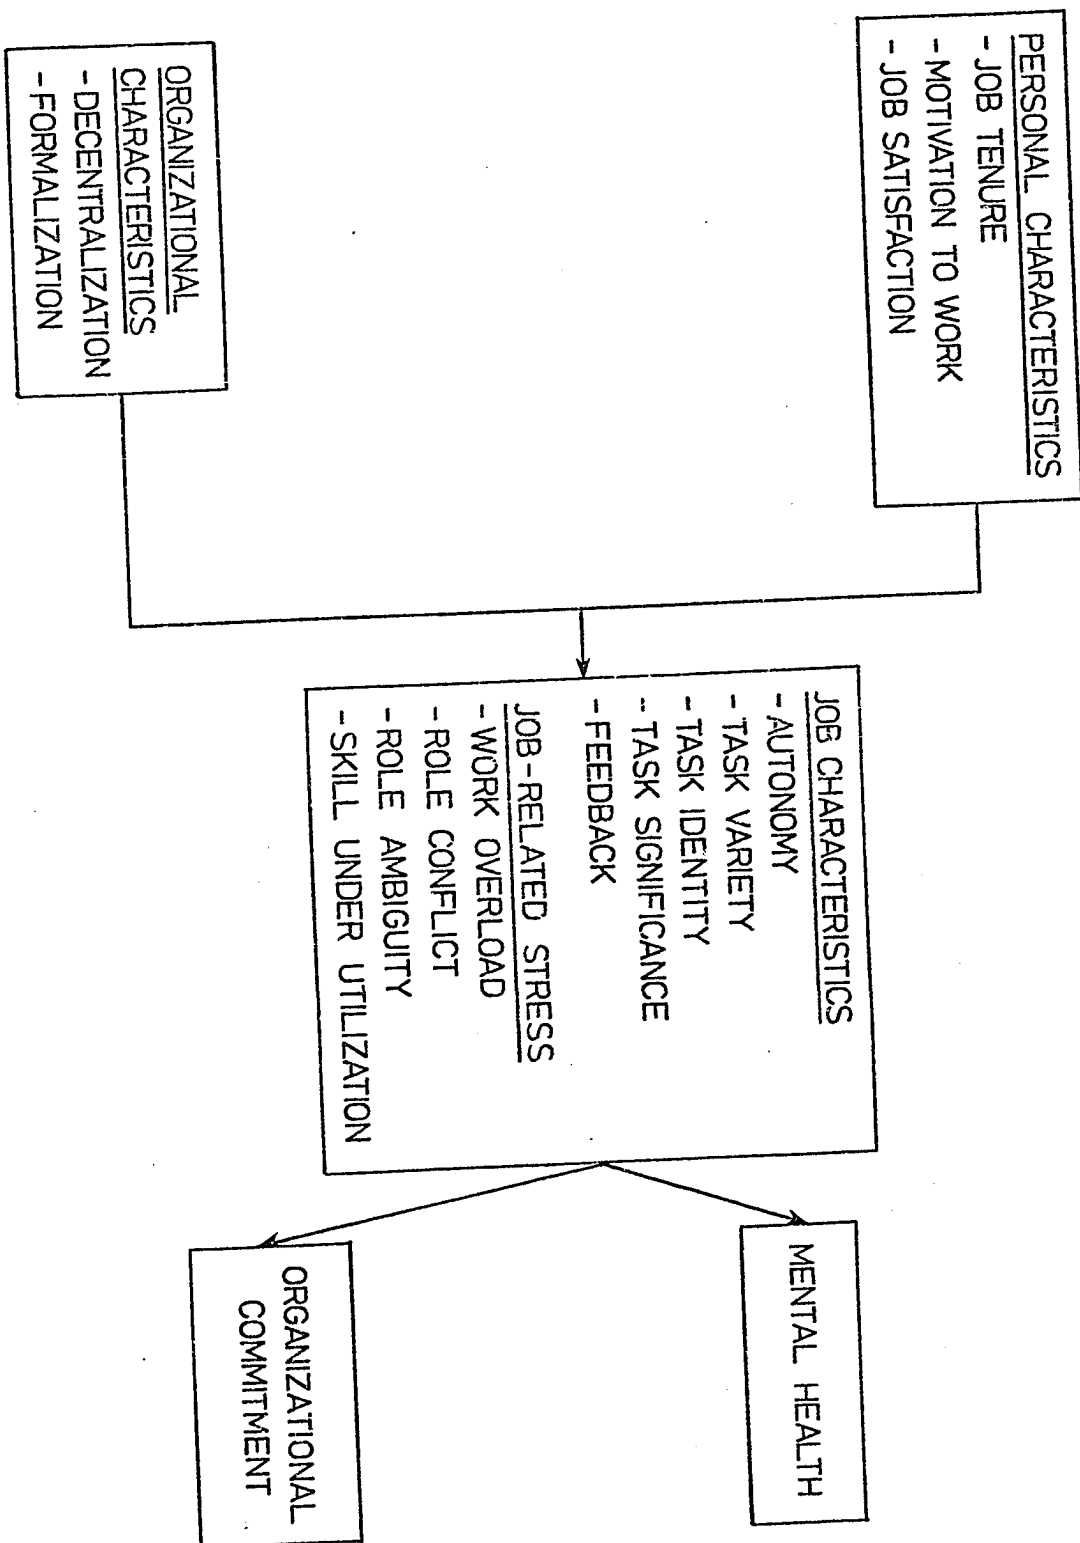 PERSONAL CHARACTERISTICS
- JOB TENURE
- MOTIVATION TO WORK
- JOB SATISFACTION
ORGANIZATIONAL
CHARACTERISTICS
- DECENTRALIZATION
- FORMALIZATION
JOB CHARACTERISTICS
- AUTONOMY
- TASK VARIETY
- TASK IDENTITY
- TASK SIGNIFICANCE
- FEEDBACK
JOB-RELATED STRESS
- WORK OVERLOAD
- ROLE CONFLICT
- ROLE AMBIGUITY
- SKILL UNDER UTILIZATION
MENTAL HEALTH
ORGANIZATIONAL
COMMITMENT